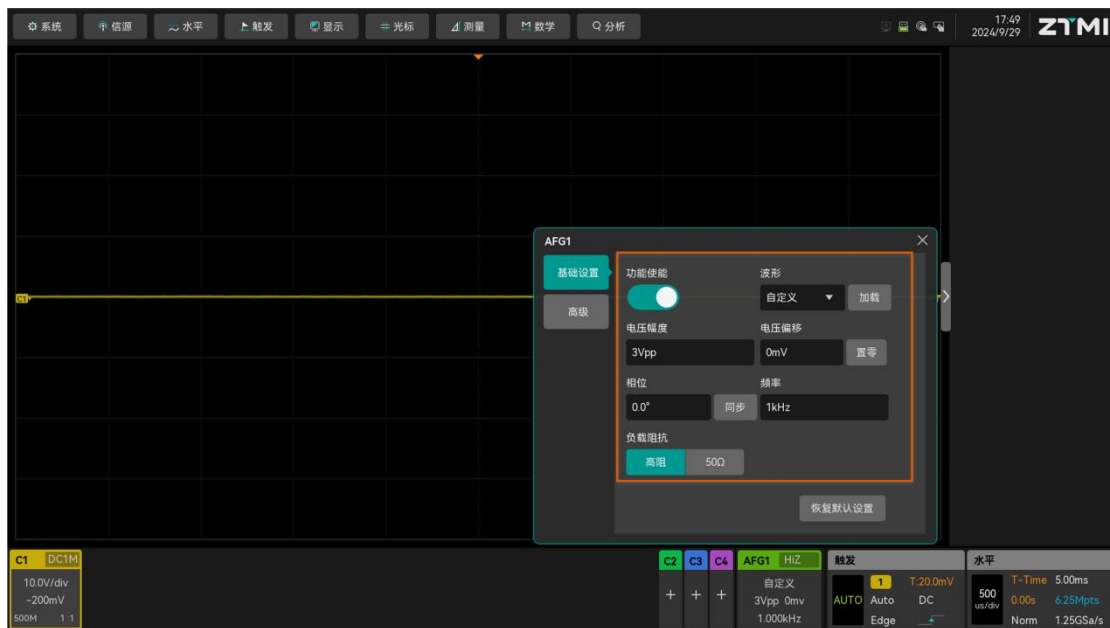 系统 信源 水平 触发 显示 光标 测量 数学 分析
17:49
2024/9/29
ZTMI
AFG1
基础设置
高级
功能使能 波形
自定义 加载
电压幅度 电压偏移
3Vpp 0mV 置零
相位 频率
0.0° 同步 1kHz
负载阻抗
高阻 50Ω
恢复默认设置
C1
C1 DC1M
10.0V/div
-200mV
500M 1:1
C2 C3 C4
+ + +
AFG1 HiZ
自定义
3Vpp 0mv
1.000kHz
触发
AUTO
1 T:20.0mV
Auto DC
Edge
水平
500
us/div
T-Time 5.00ms
0.00s 6.25Mpts
Norm 1.25GSa/s